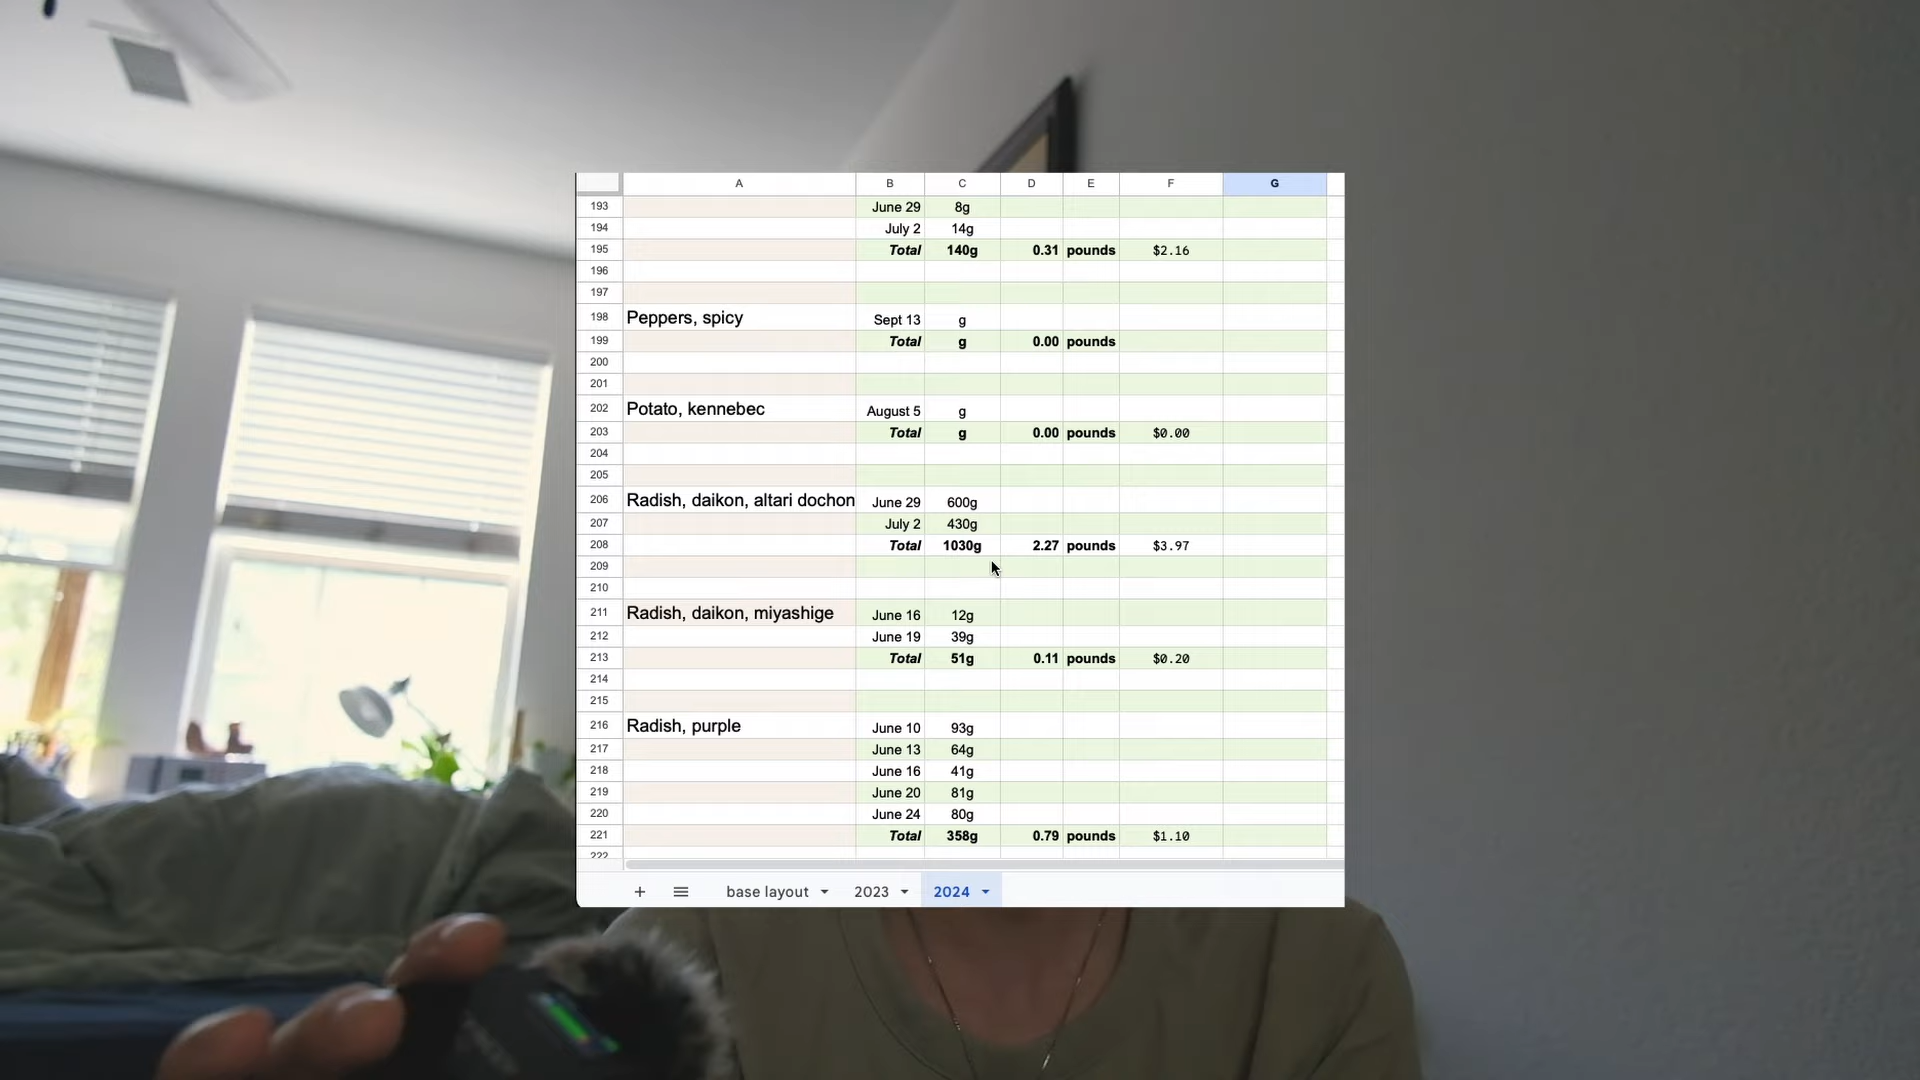 A B C D E F G
193 June 29 8g
194 July 2 14g
195 Total 140g 0.31 pounds $2.16
196
197
198 Peppers, spicy Sept 13 g
199 Total g 0.00 pounds
200
201
202 Potato, kennebec August 5 g
203 Total g 0.00 pounds $0.00
204
205
206 Radish, daikon, altari dochon June 29 600g
207 July 2 430g
208 Total 1030g 2.27 pounds $3.97
209
210
211 Radish, daikon, miyashige June 16 12g
212 June 19 39g
213 Total 51g 0.11 pounds $0.20
214
215
216 Radish, purple June 10 93g
217 June 13 64g
218 June 16 41g
219 June 20 81g
220 June 24 80g
221 Total 358g 0.79 pounds $1.10
222
+ base layout 2023 2024